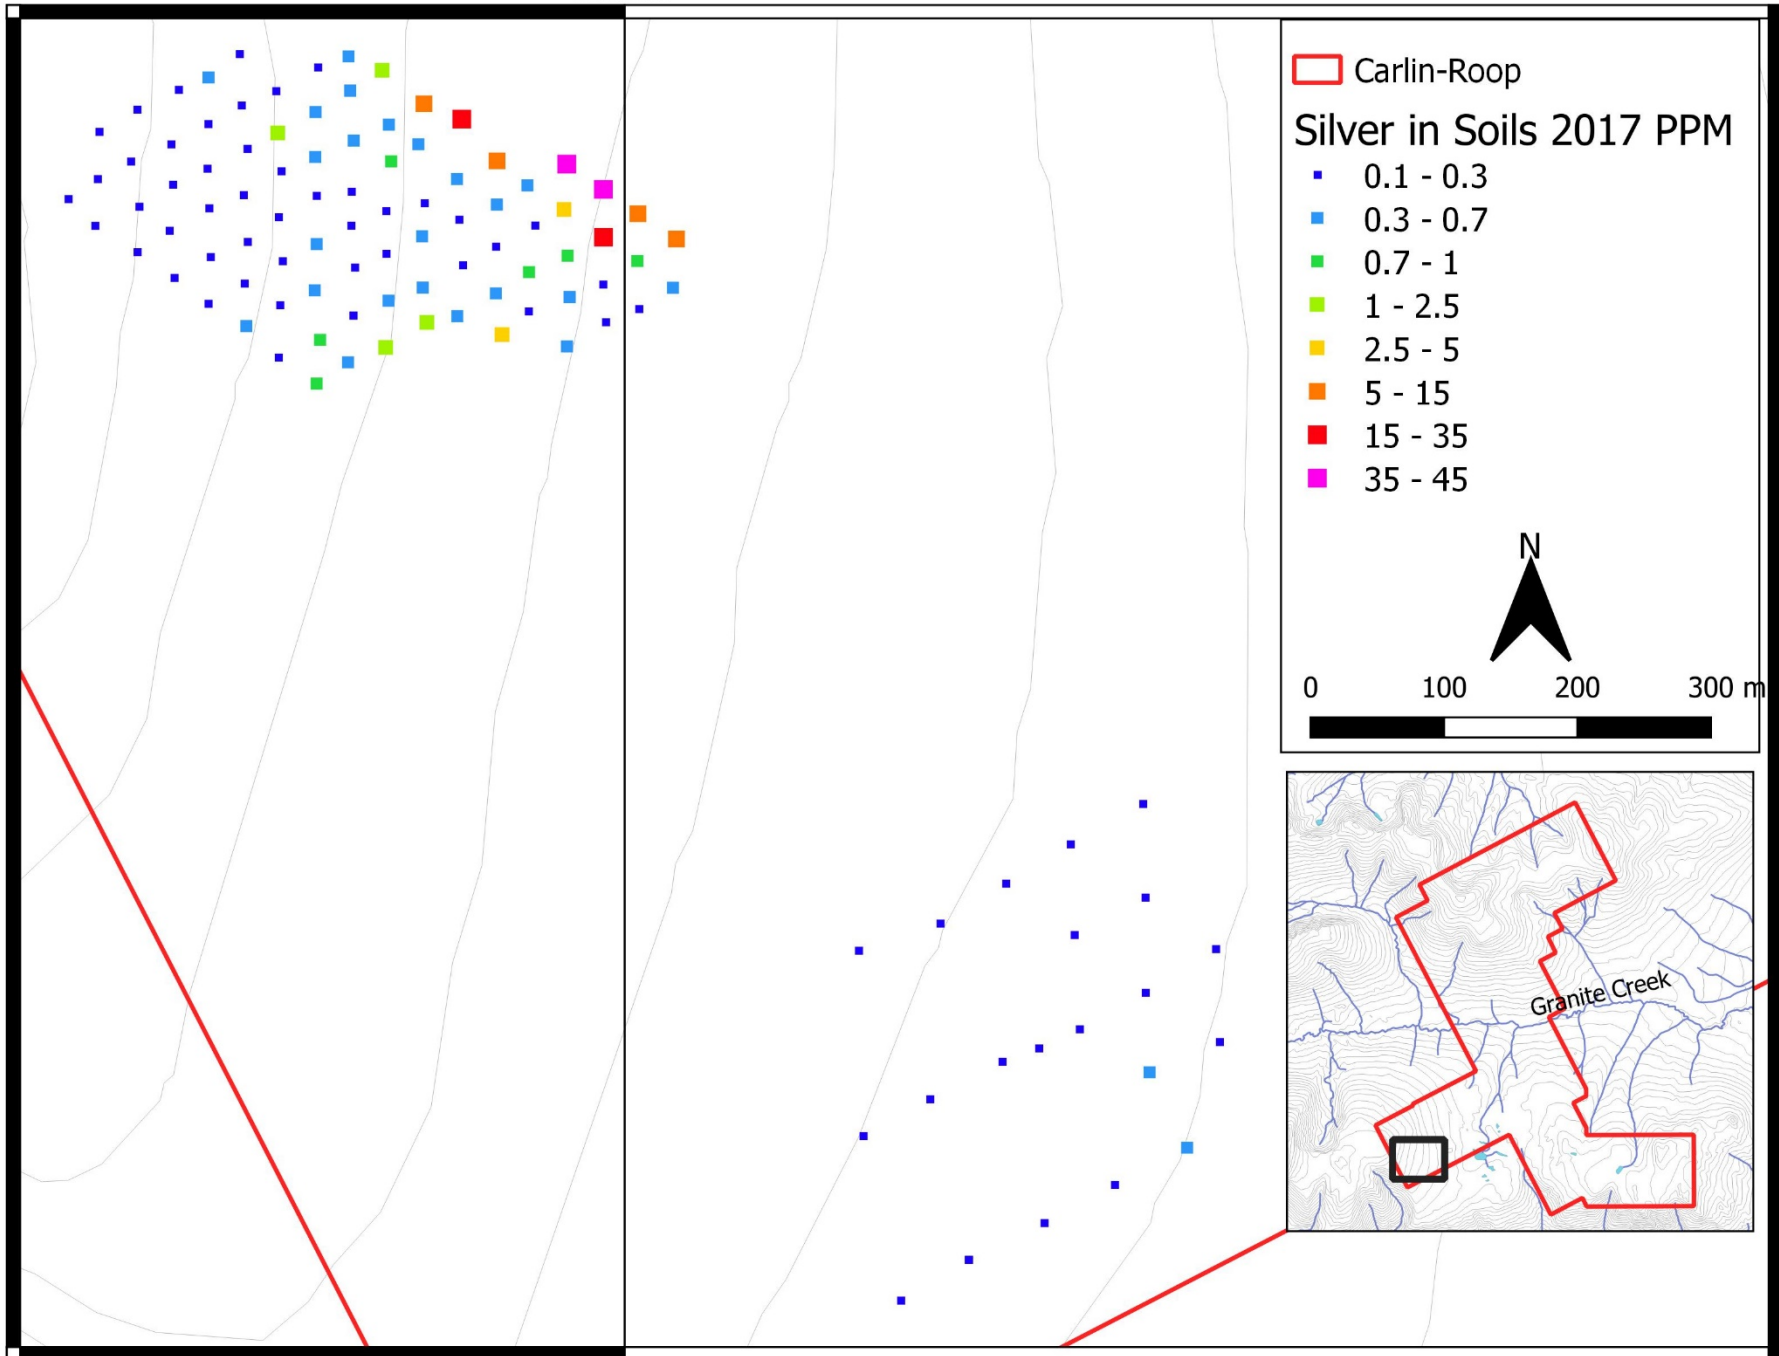 Carlin-Roop
Silver in Soils 2017 PPM
0.1 - 0.3
0.3 - 0.7
0.7 - 1
1 - 2.5
2.5 - 5
5 - 15
15 - 35
35 - 45
N
0 100 200 300 m
Granite Creek